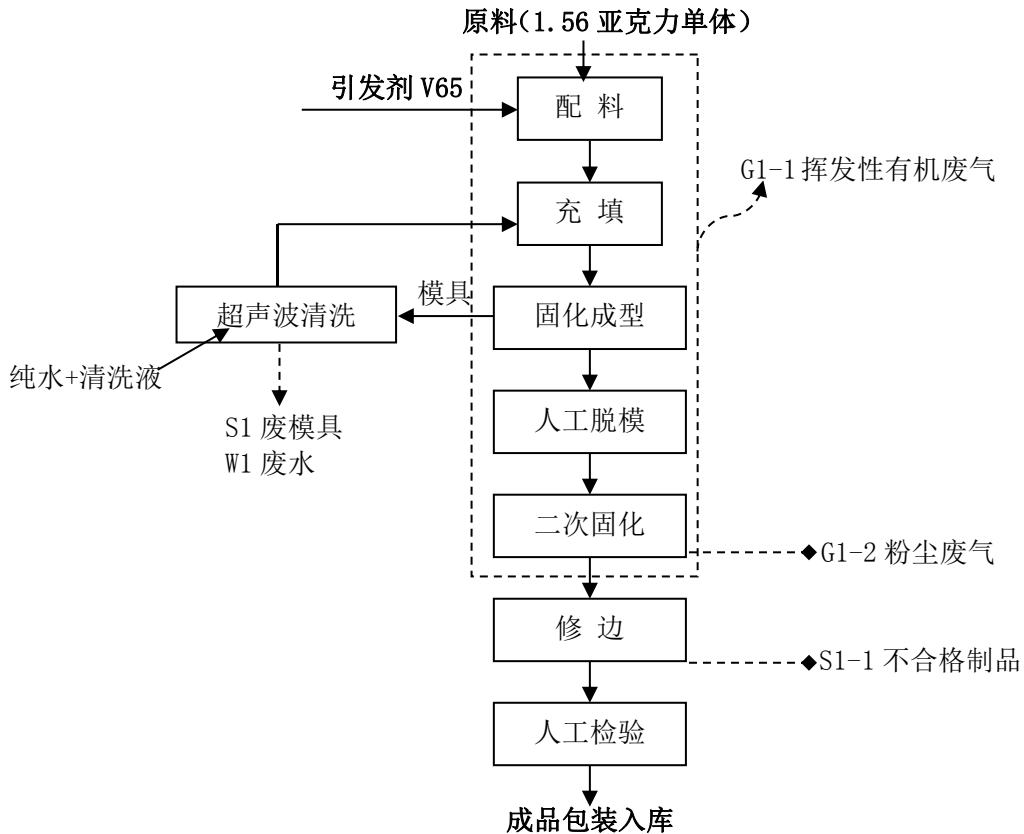 原料（1.56 亚克力单体）
引发剂 V65
配 料
G1-1 挥发性有机废气
充 填
模具
超声波清洗
固化成型
纯水+清洗液
S1 废模具
W1 废水
人工脱模
二次固化
G1-2 粉尘废气
修 边
S1-1 不合格制品
人工检验
成品包装入库